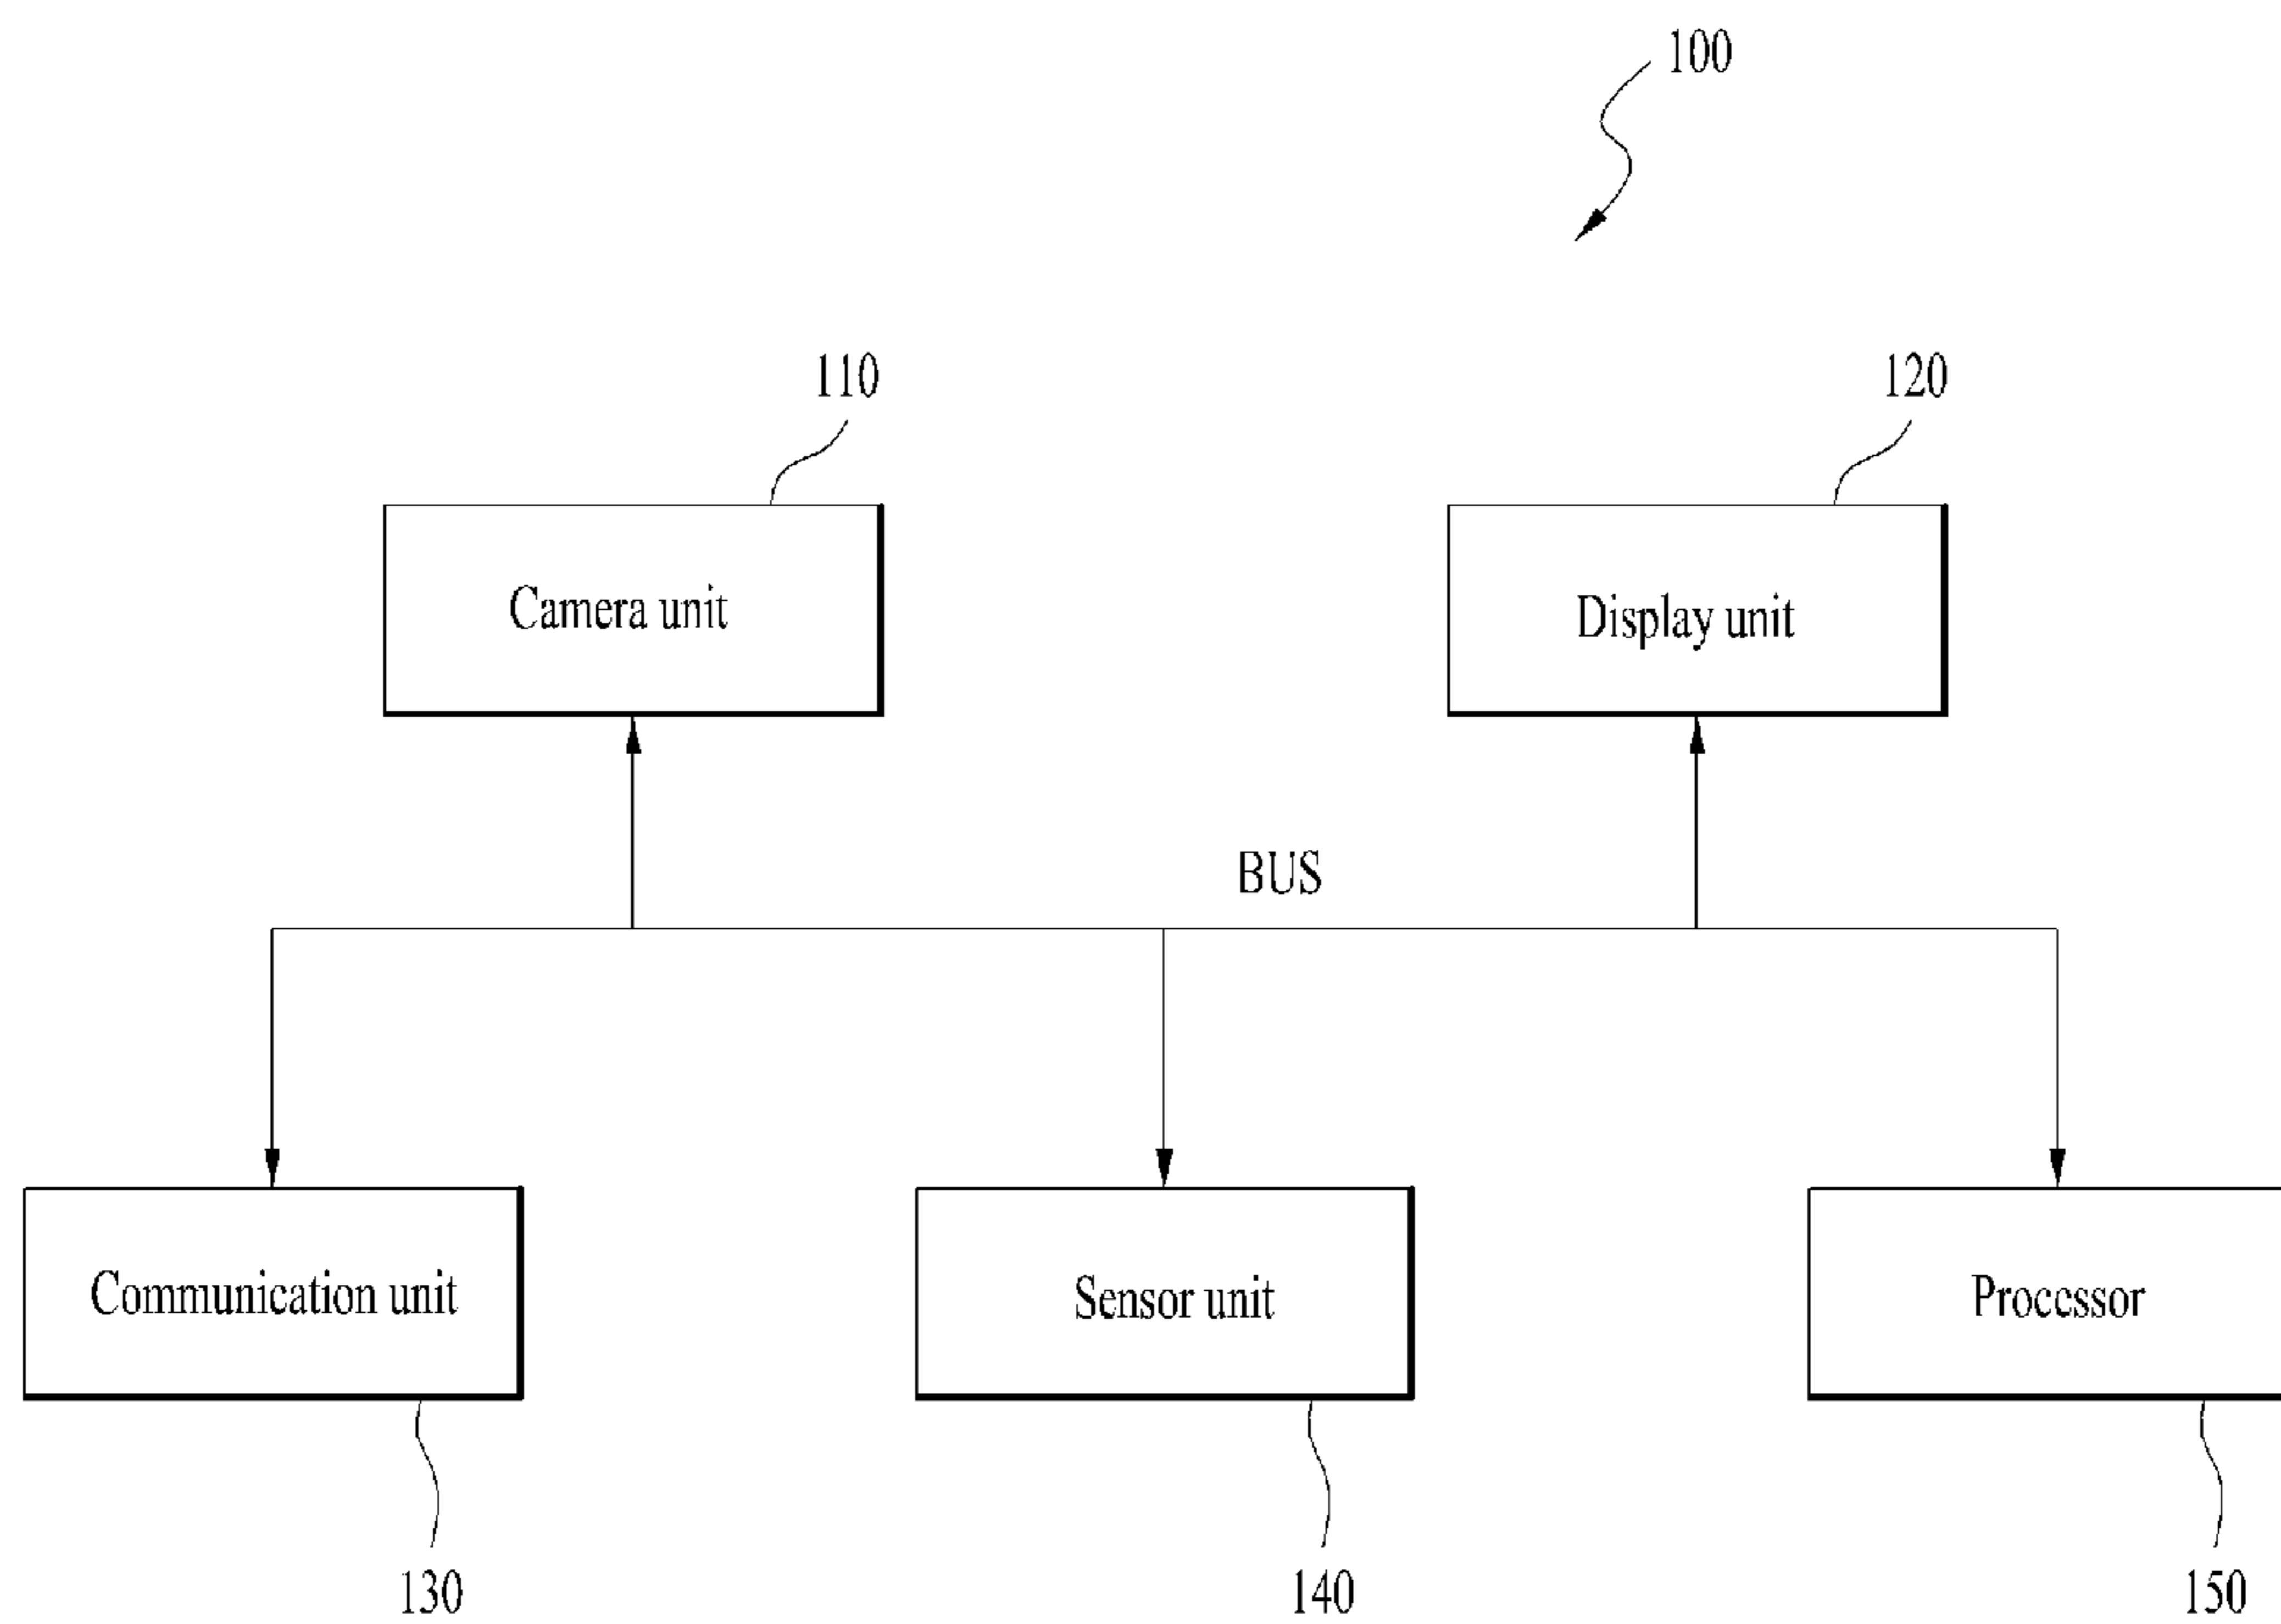 100
110
120
Camera unit
Display unit
BUS
Communication unit
Sensor unit
Processor
130
140
150